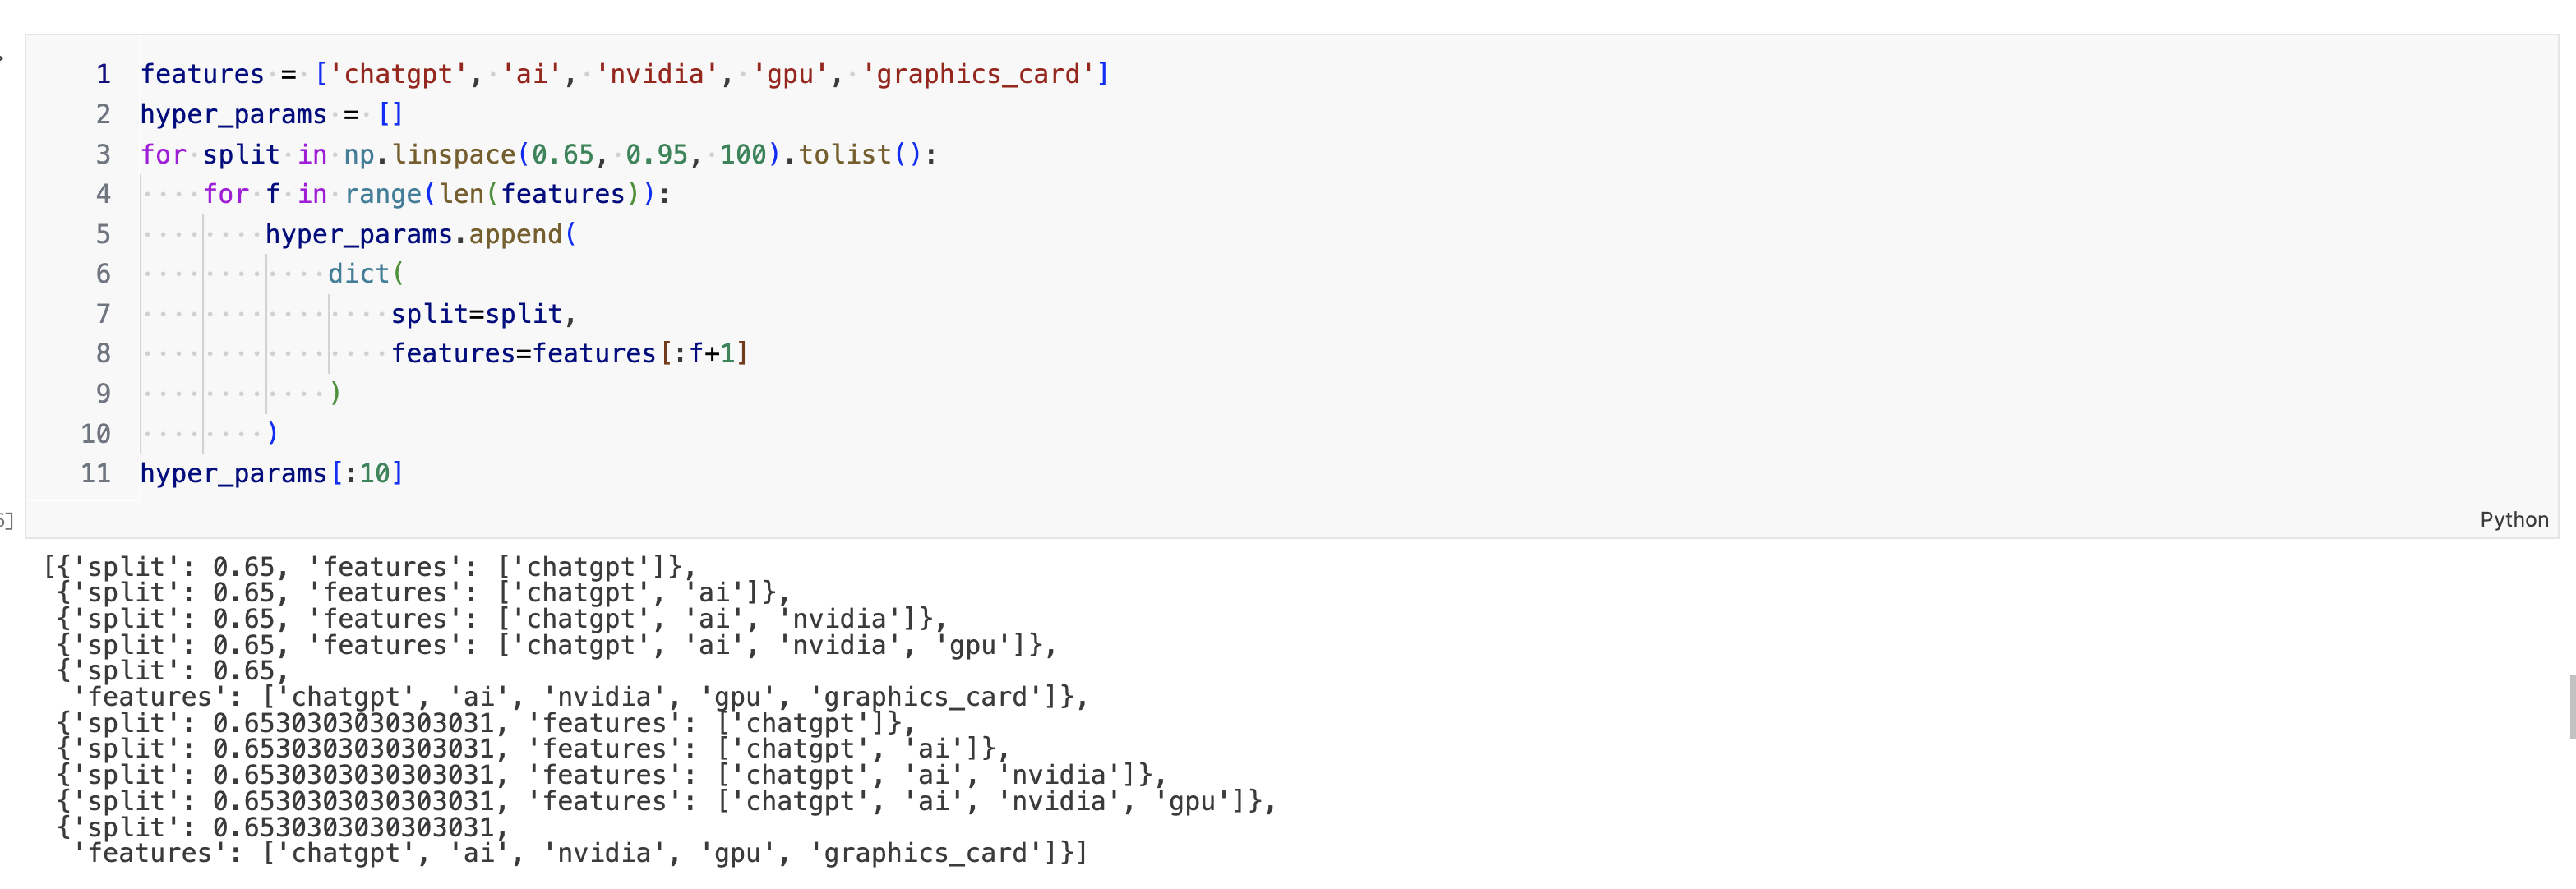 1 features = ['chatgpt', 'ai', 'nvidia', 'gpu', 'graphics_card']
2 hyper_params = []
3 for split in np.linspace(0.65, 0.95, 100).tolist():
4     for f in range(len(features)):
5         hyper_params.append(
6             dict(
7                 split=split,
8                 features=features[:f+1]
9             )
10         )
11 hyper_params[:10]
Python
[{'split': 0.65, 'features': ['chatgpt']},
 {'split': 0.65, 'features': ['chatgpt', 'ai']},
 {'split': 0.65, 'features': ['chatgpt', 'ai', 'nvidia']},
 {'split': 0.65, 'features': ['chatgpt', 'ai', 'nvidia', 'gpu']},
 {'split': 0.65,
  'features': ['chatgpt', 'ai', 'nvidia', 'gpu', 'graphics_card']},
 {'split': 0.6530303030303031, 'features': ['chatgpt']},
 {'split': 0.6530303030303031, 'features': ['chatgpt', 'ai']},
 {'split': 0.6530303030303031, 'features': ['chatgpt', 'ai', 'nvidia']},
 {'split': 0.6530303030303031, 'features': ['chatgpt', 'ai', 'nvidia', 'gpu']},
 {'split': 0.6530303030303031,
  'features': ['chatgpt', 'ai', 'nvidia', 'gpu', 'graphics_card']}]